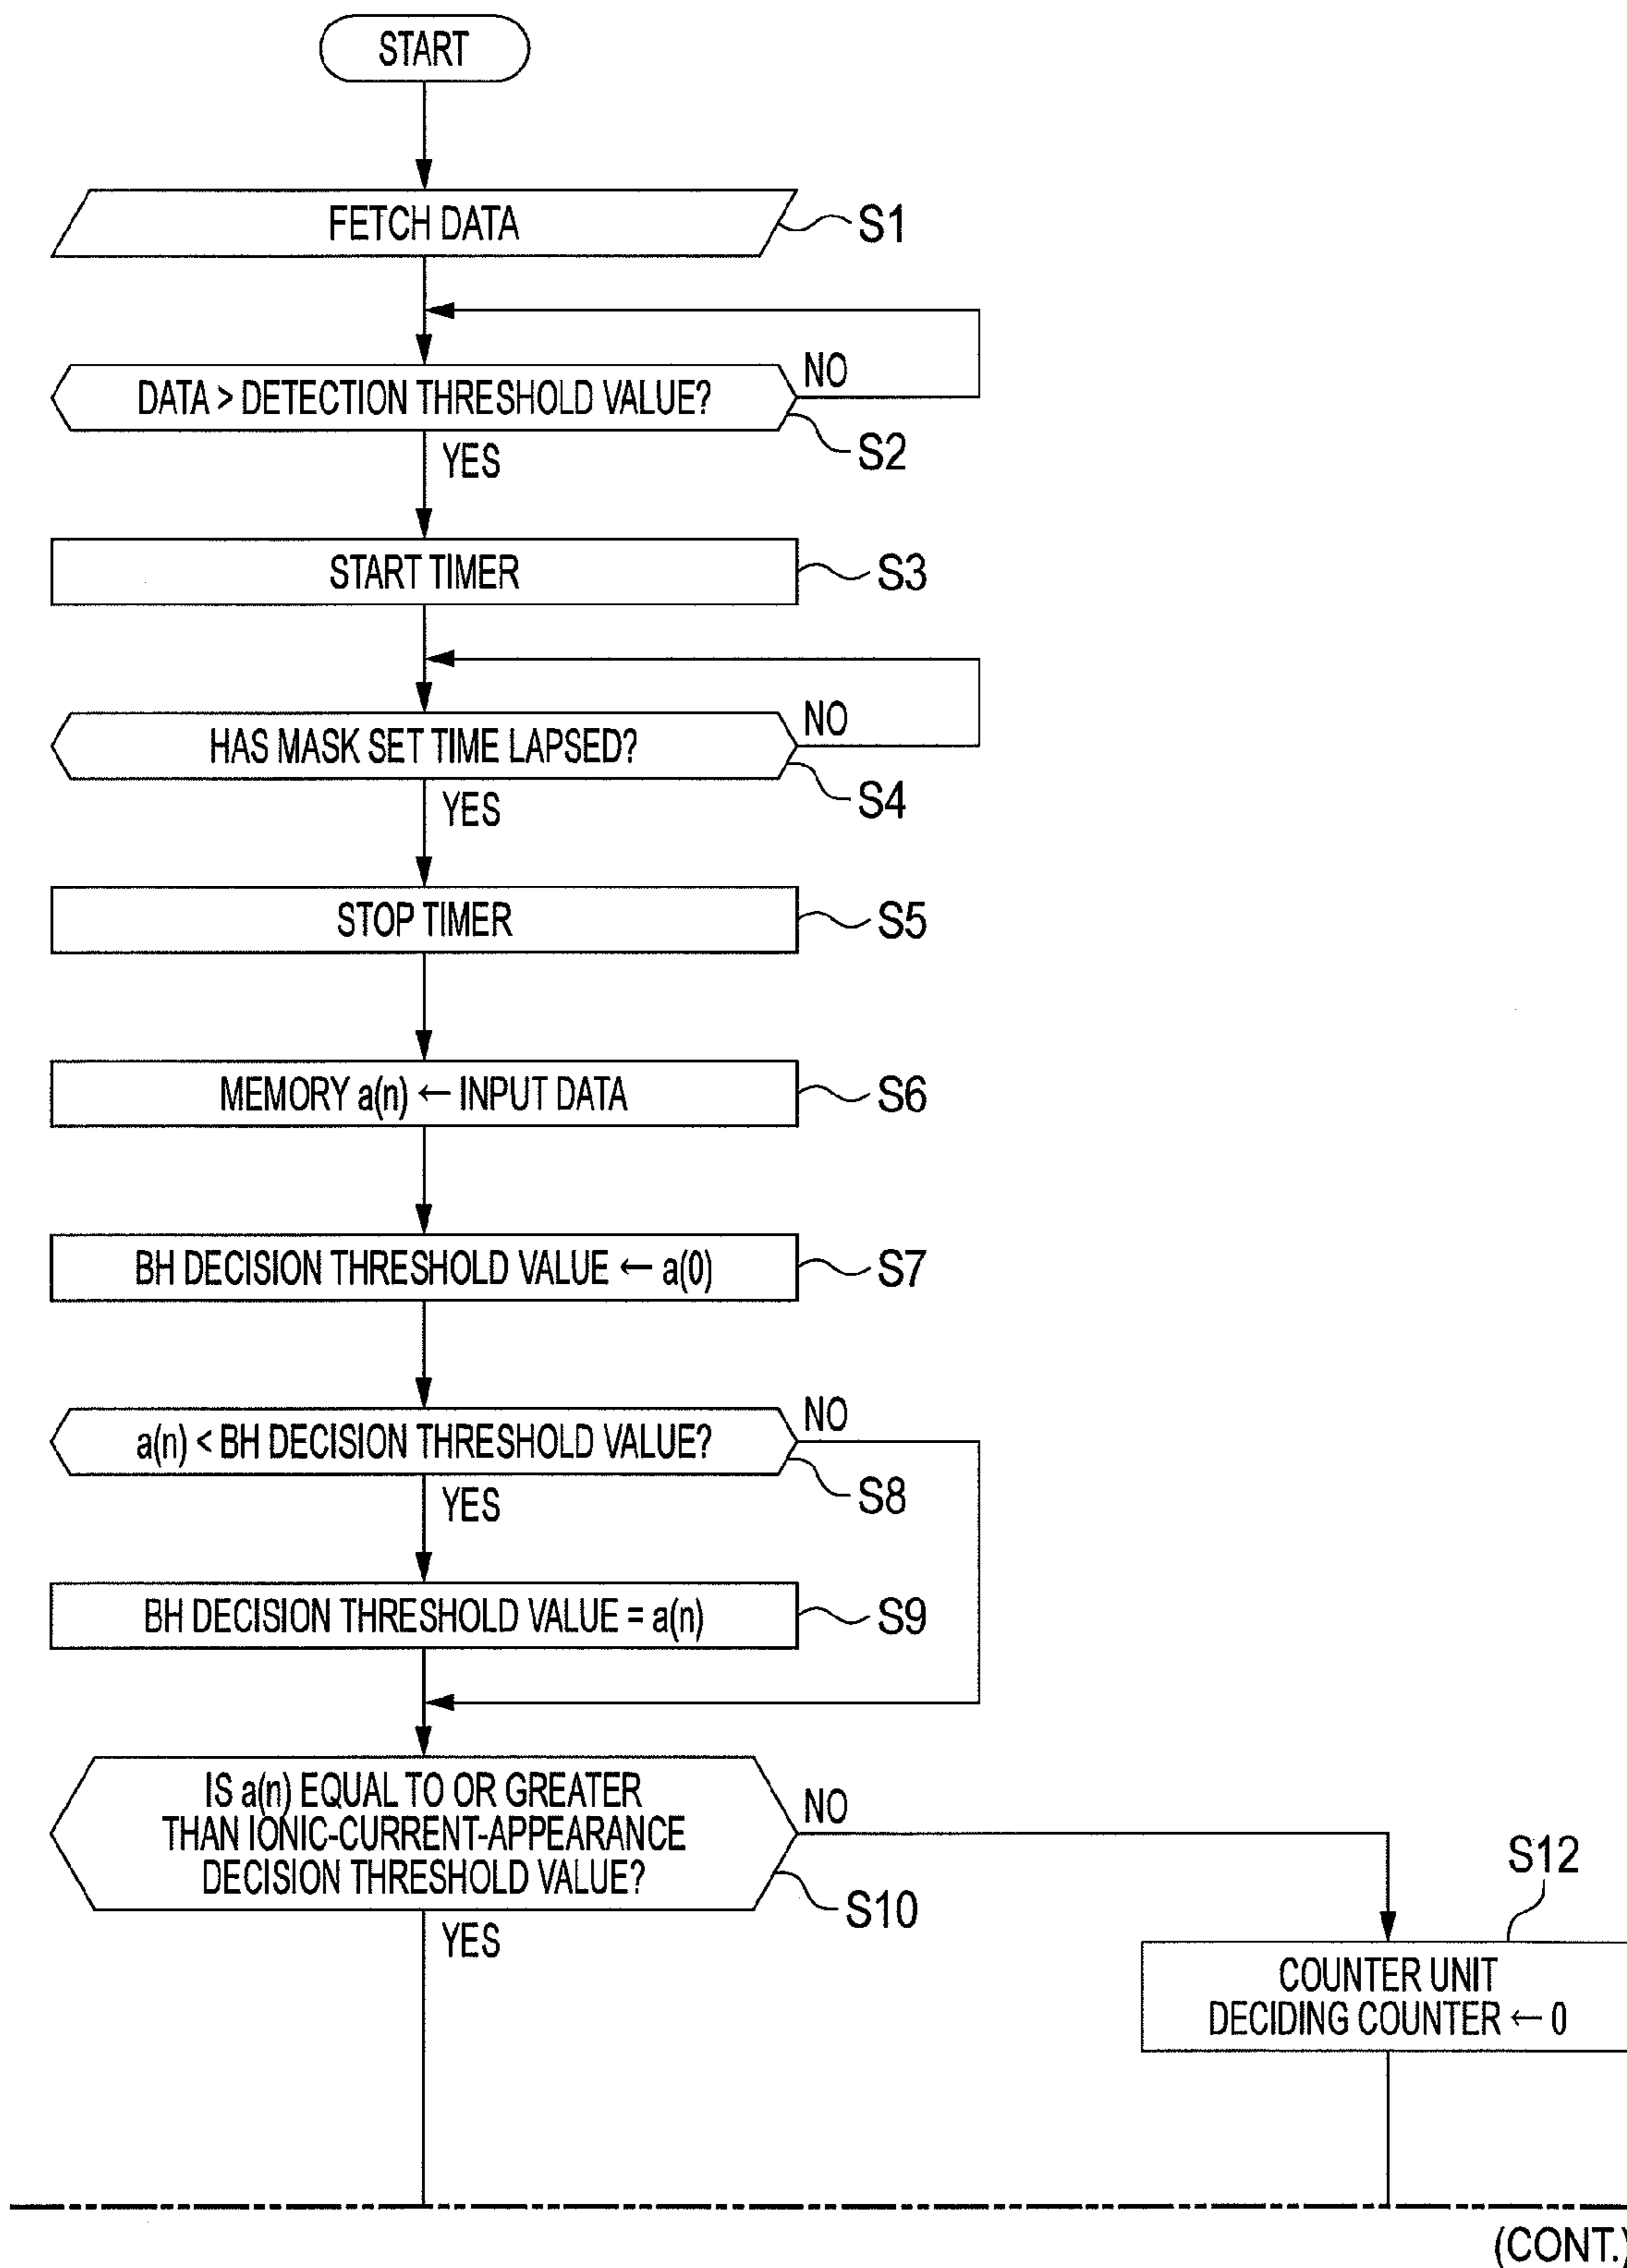 START
FETCH DATA
S1
DATA > DETECTION THRESHOLD VALUE?
NO
S2
YES
START TIMER
S3
HAS MASK SET TIME LAPSED?
NO
S4
YES
STOP TIMER
S5
MEMORY a(n) ← INPUT DATA
S6
BH DECISION THRESHOLD VALUE ← a(0)
S7
a(n) < BH DECISION THRESHOLD VALUE?
NO
S8
YES
BH DECISION THRESHOLD VALUE = a(n)
S9
IS a(n) EQUAL TO OR GREATER
THAN IONIC-CURRENT-APPEARANCE
DECISION THRESHOLD VALUE?
NO
S10
YES
S12
COUNTER UNIT
DECIDING COUNTER ← 0
(CONT.)